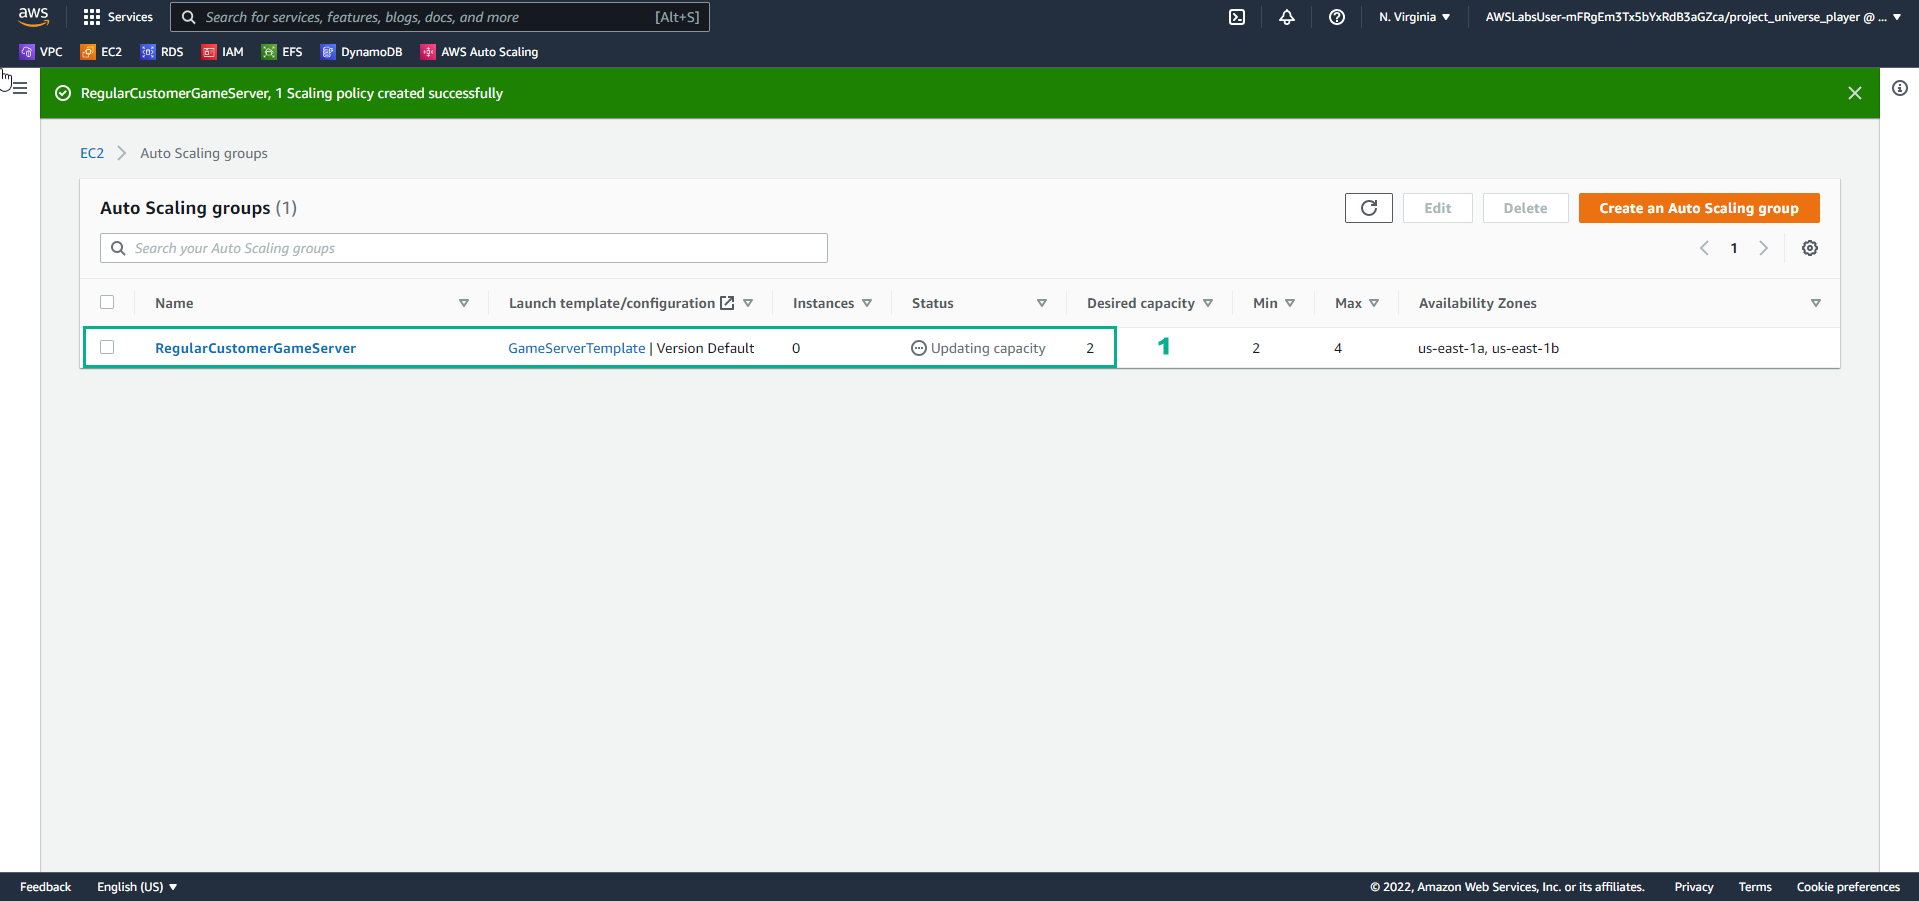 aws Services Search for services, features, blogs, docs, and more [Alt+S] N. Virginia AWSLabsUser-mFRgEm3Tx5bYxRdB3aGZca/project_universe_player @ ...
VPC EC2 RDS IAM EFS DynamoDB AWS Auto Scaling
RegularCustomerGameServer, 1 Scaling policy created successfully
EC2 Auto Scaling groups
Auto Scaling groups (1) Edit Delete Create an Auto Scaling group
Search your Auto Scaling groups 1
Name Launch template/configuration Instances Status Desired capacity Min Max Availability Zones
RegularCustomerGameServer GameServerTemplate | Version Default 0 Updating capacity 2 1 2 4 us-east-1a, us-east-1b
Feedback English (US) © 2022, Amazon Web Services, Inc. or its affiliates. Privacy Terms Cookie preferences